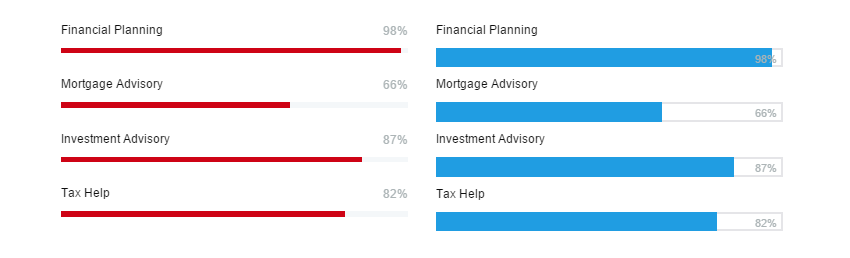 Financial Planning 98%
Mortgage Advisory 66%
Investment Advisory 87%
Tax Help 82%
Financial Planning
98%
Mortgage Advisory
66%
Investment Advisory
87%
Tax Help
82%